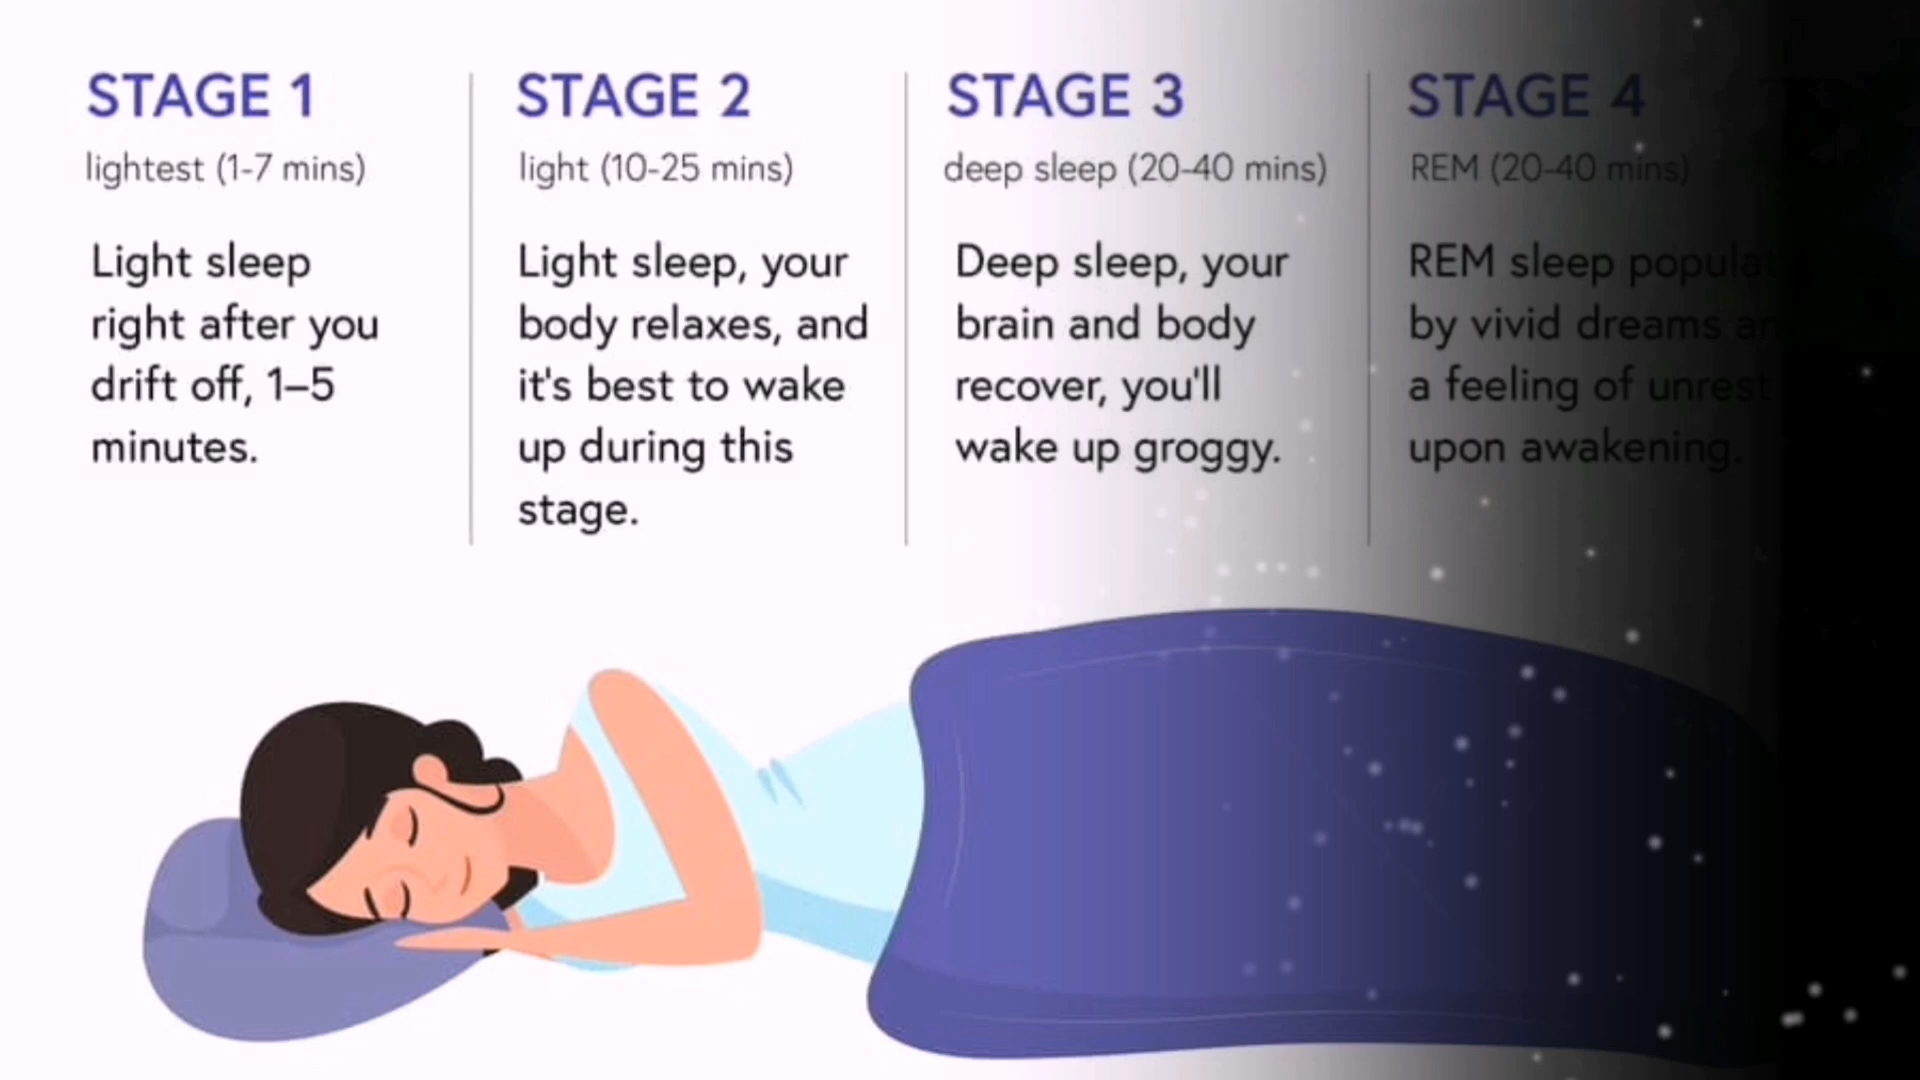 STAGE 1
lightest (1-7 mins)
Light sleep
right after you
drift off, 1–5
minutes.
STAGE 2
light (10-25 mins)
Light sleep, your
body relaxes, and
it's best to wake
up during this
stage.
STAGE 3
deep sleep (20-40 mins)
Deep sleep, your
brain and body
recover, you'll
wake up groggy.
STAGE 4
REM (20-40 mins)
REM sleep
by vivid dreams
a feeling of unrest
upon awakening.